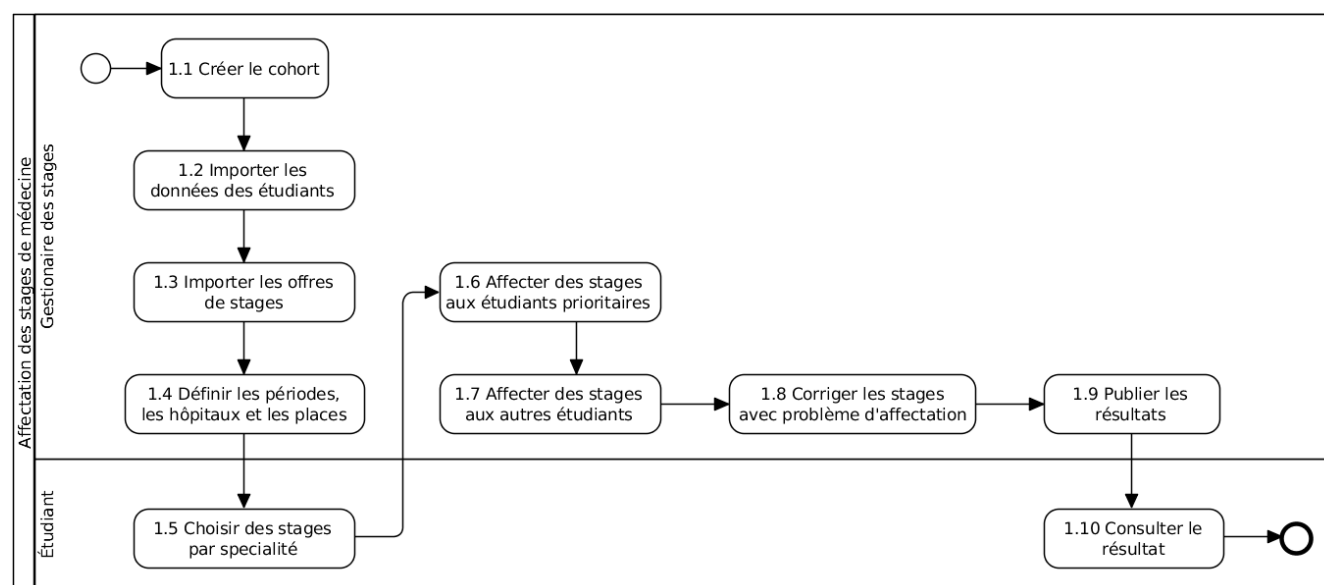 Affectation des stages de médecine
Gestionaire des stages
1.1 Créer le cohort
1.2 Importer les
données des étudiants
1.3 Importer les offres
de stages
1.4 Définir les périodes,
les hôpitaux et les places
Étudiant
1.5 Choisir des stages
par specialité
1.6 Affecter des stages
aux étudiants prioritaires
1.7 Affecter des stages
aux autres étudiants
1.8 Corriger les stages
avec problème d'affectation
1.9 Publier les
résultats
1.10 Consulter le
résultat